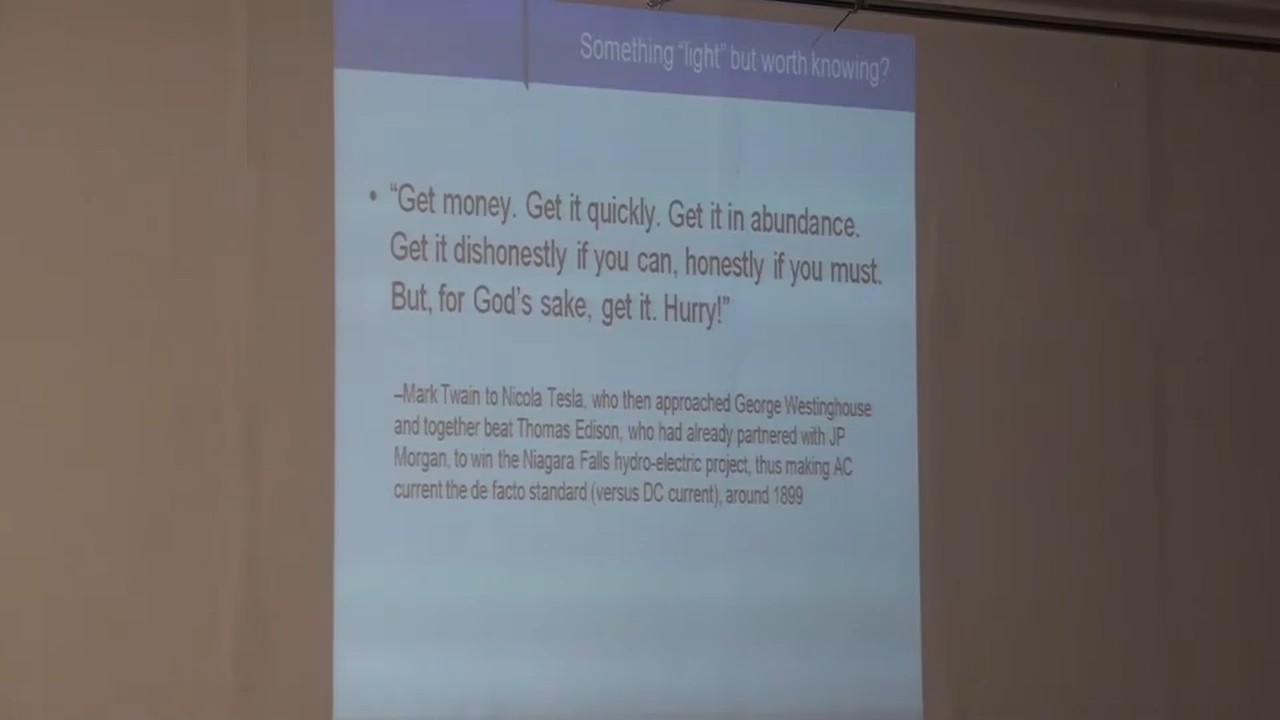 Something “light” but worth knowing?
• “Get money. Get it quickly. Get it in abundance.
Get it dishonestly if you can, honestly if you must.
But, for God’s sake, get it. Hurry!”
–Mark Twain to Nicola Tesla, who then approached George Westinghouse
and together beat Thomas Edison, who had already partnered with JP
Morgan, to win the Niagara Falls hydro-electric project, thus making AC
current the de facto standard (versus DC current), around 1899